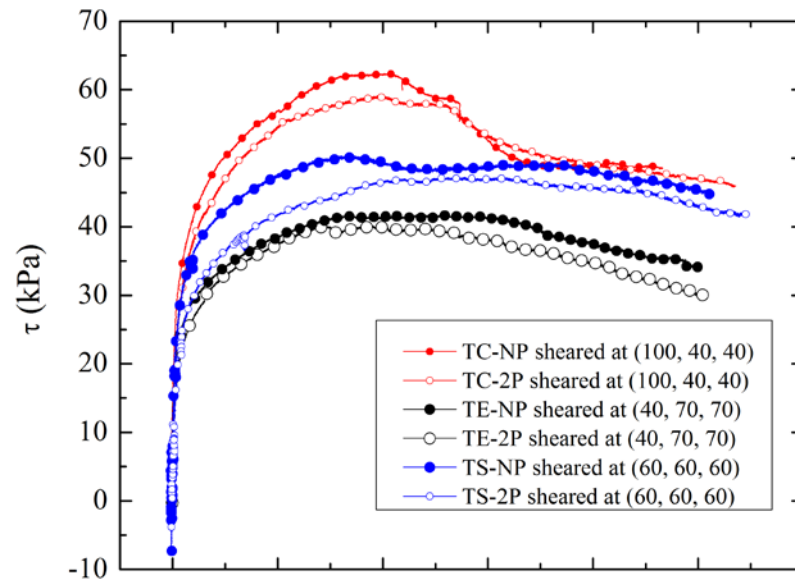 70
60
50
40
30
20
10
0
-10
τ (kPa)
TC-NP sheared at (100, 40, 40)
TC-2P sheared at (100, 40, 40)
TE-NP sheared at (40, 70, 70)
TE-2P sheared at (40, 70, 70)
TS-NP sheared at (60, 60, 60)
TS-2P sheared at (60, 60, 60)